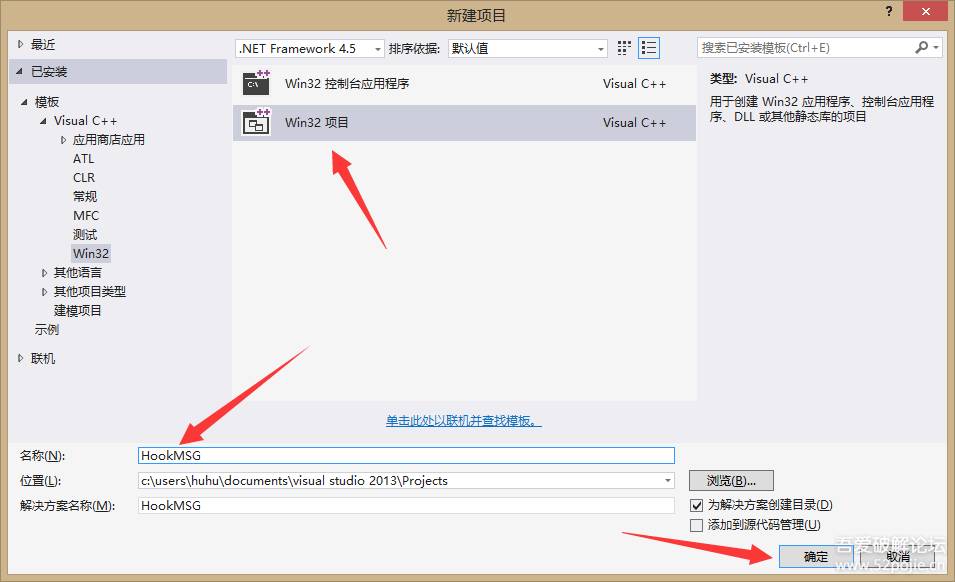 新建项目
?
最近
已安装
模板
Visual C++
应用商店应用
ATL
CLR
常规
MFC
测试
Win32
其他语言
其他项目类型
建模项目
示例
联机
.NET Framework 4.5
排序依据:
默认值
Win32 控制台应用程序
Visual C++
Win32 项目
Visual C++
单击此处以联机并查找模板。
搜索已安装模板(Ctrl+E)
类型: Visual C++
用于创建 Win32 应用程序、控制台应用程
序、DLL 或其他静态库的项目
名称(N):
HookMSG
位置(L):
c:\users\huhu\documents\visual studio 2013\Projects
浏览(B)...
解决方案名称(M):
HookMSG
为解决方案创建目录(D)
添加到源代码管理(U)
确定
取消
吾爱破解论坛
www.52pojie.cn